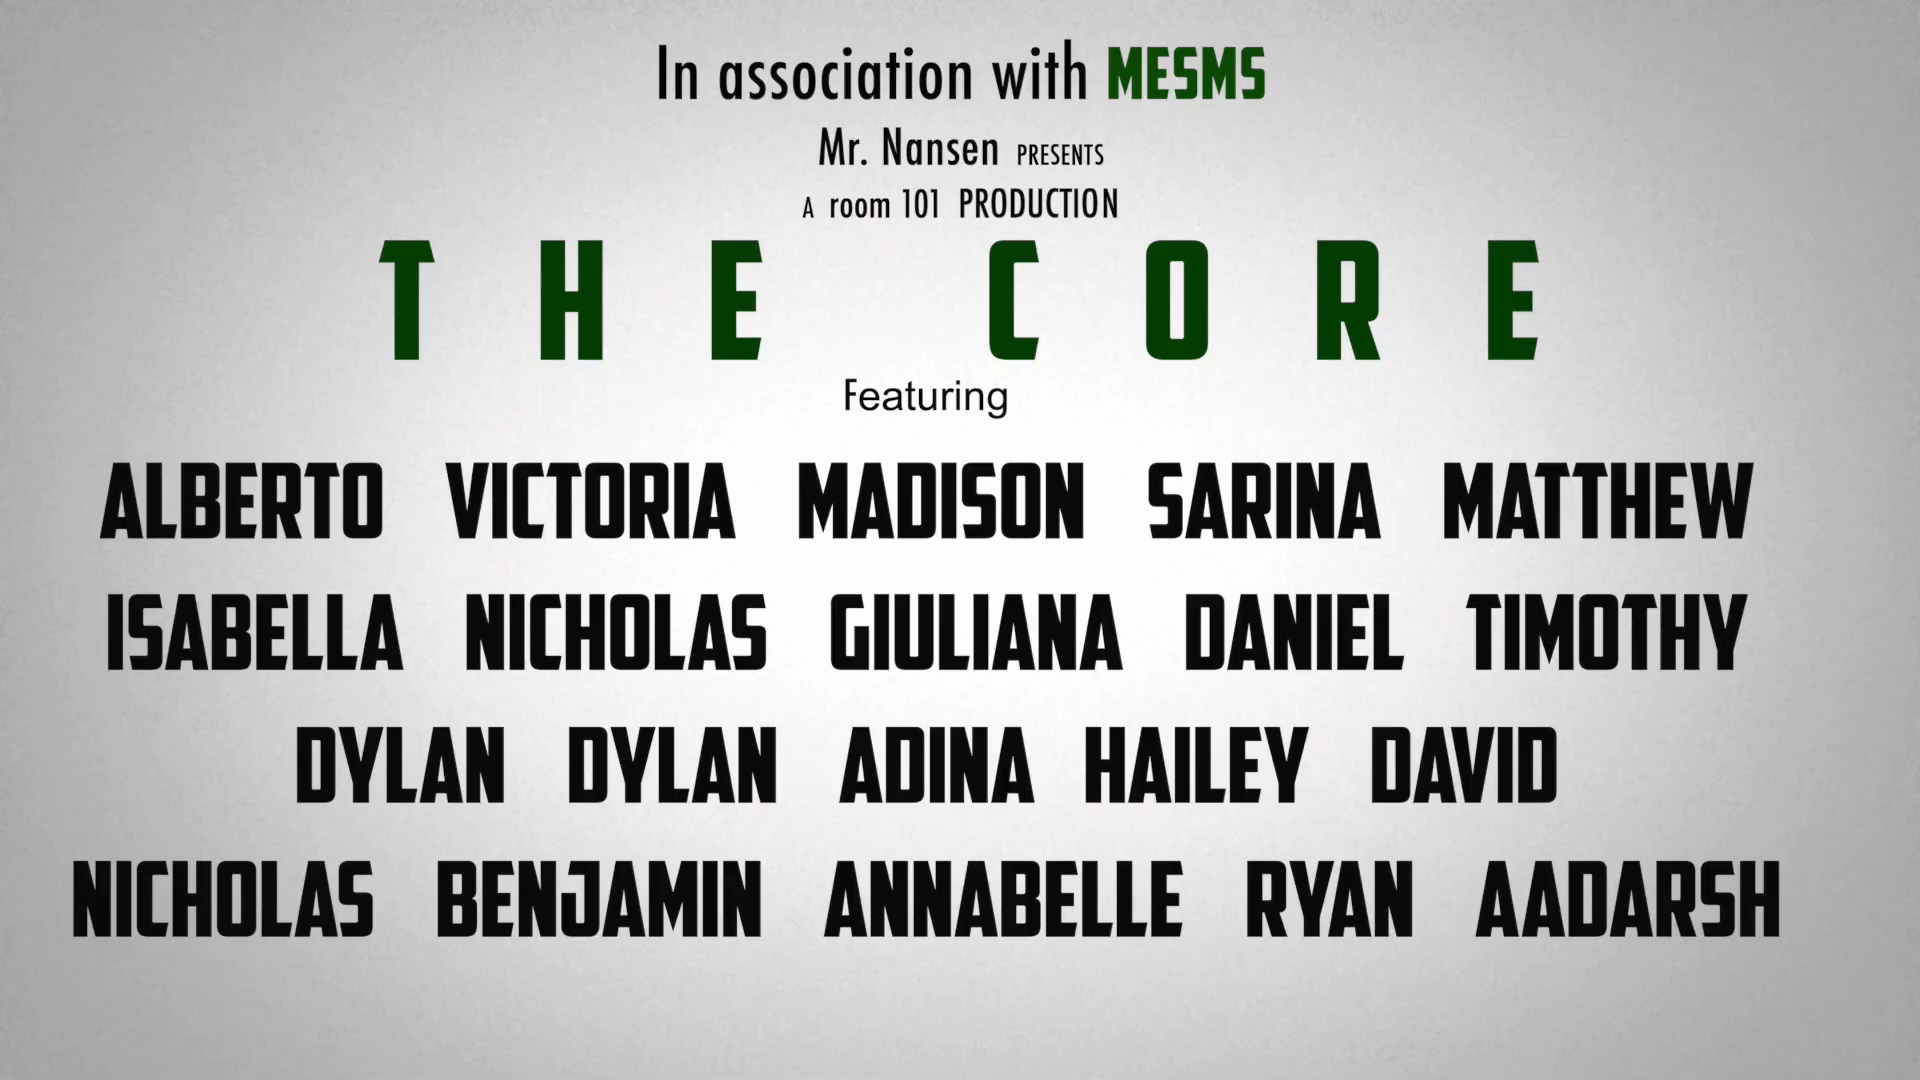 In association with MESMS
Mr. Nansen PRESENTS
A room 101 PRODUCTION
THE CORE
Featuring
ALBERTO VICTORIA MADISON SARINA MATTHEW
ISABELLA NICHOLAS GIULIANA DANIEL TIMOTHY
DYLAN DYLAN ADINA HAILEY DAVID
NICHOLAS BENJAMIN ANNABELLE RYAN AADARSH